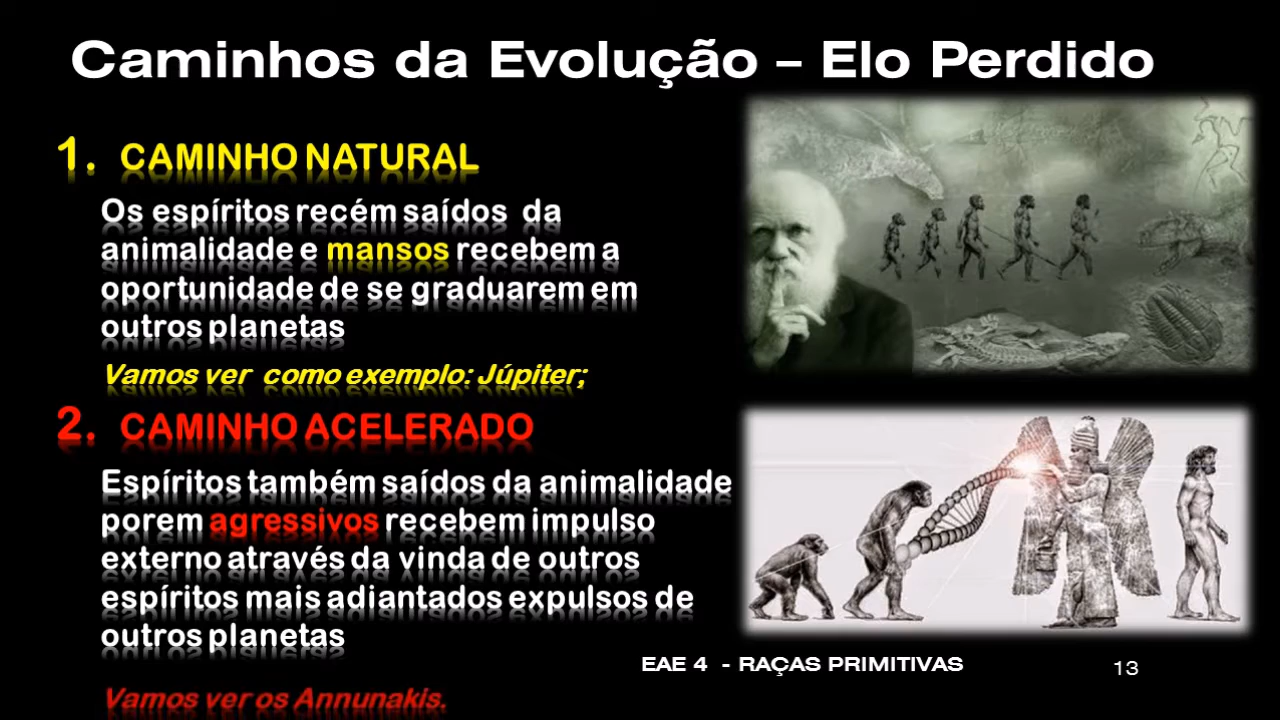 Caminhos da Evolução – Elo Perdido
1. CAMINHO NATURAL
Os espíritos recém saídos da
animalidade e mansos recebem a
oportunidade de se graduarem em
outros planetas
Vamos ver como exemplo: Júpiter;
2. CAMINHO ACELERADO
Espíritos também saídos da animalidade
porem agressivos recebem impulso
externo através da vinda de outros
espíritos mais adiantados expulsos de
outros planetas
Vamos ver os Annunakis.
EAE 4 - RAÇAS PRIMITIVAS
13